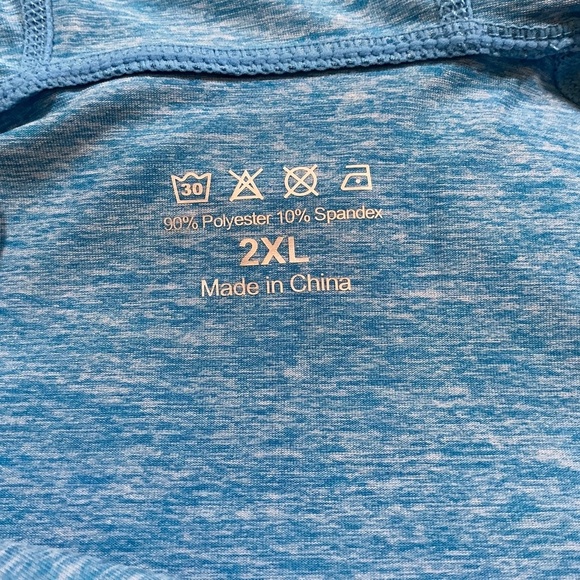 30
90% Polyester 10% Spandex
2XL
Made in China